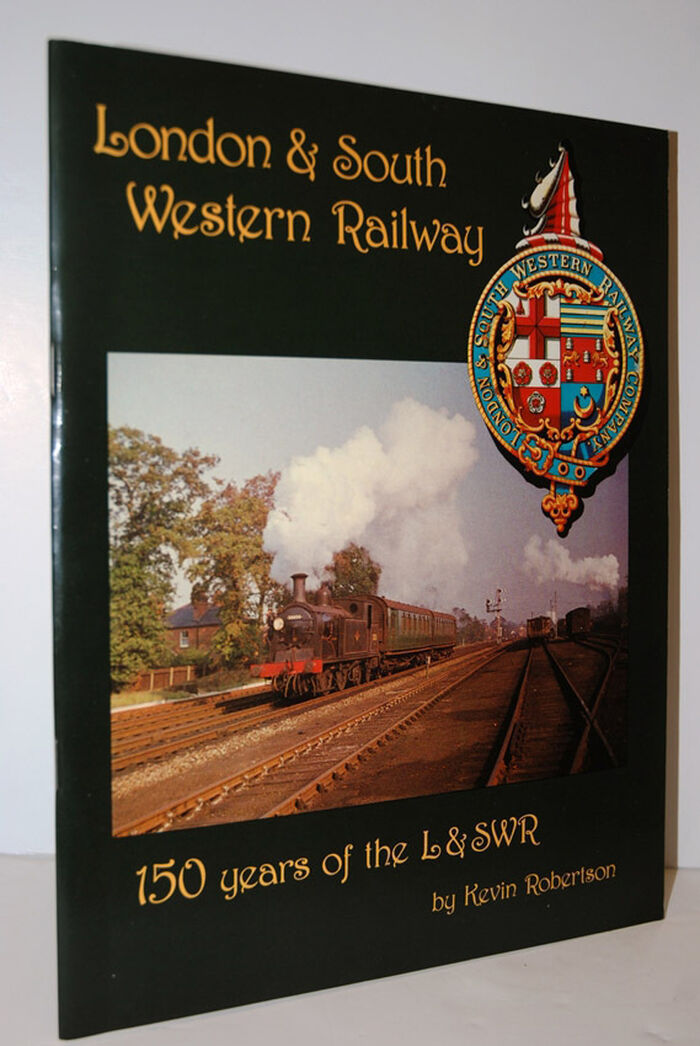 London & South
Western Railway
LONDON & SOUTH WESTERN RAILWAY COMPANY.
150 years of the L&SWR
by Kevin Robertson